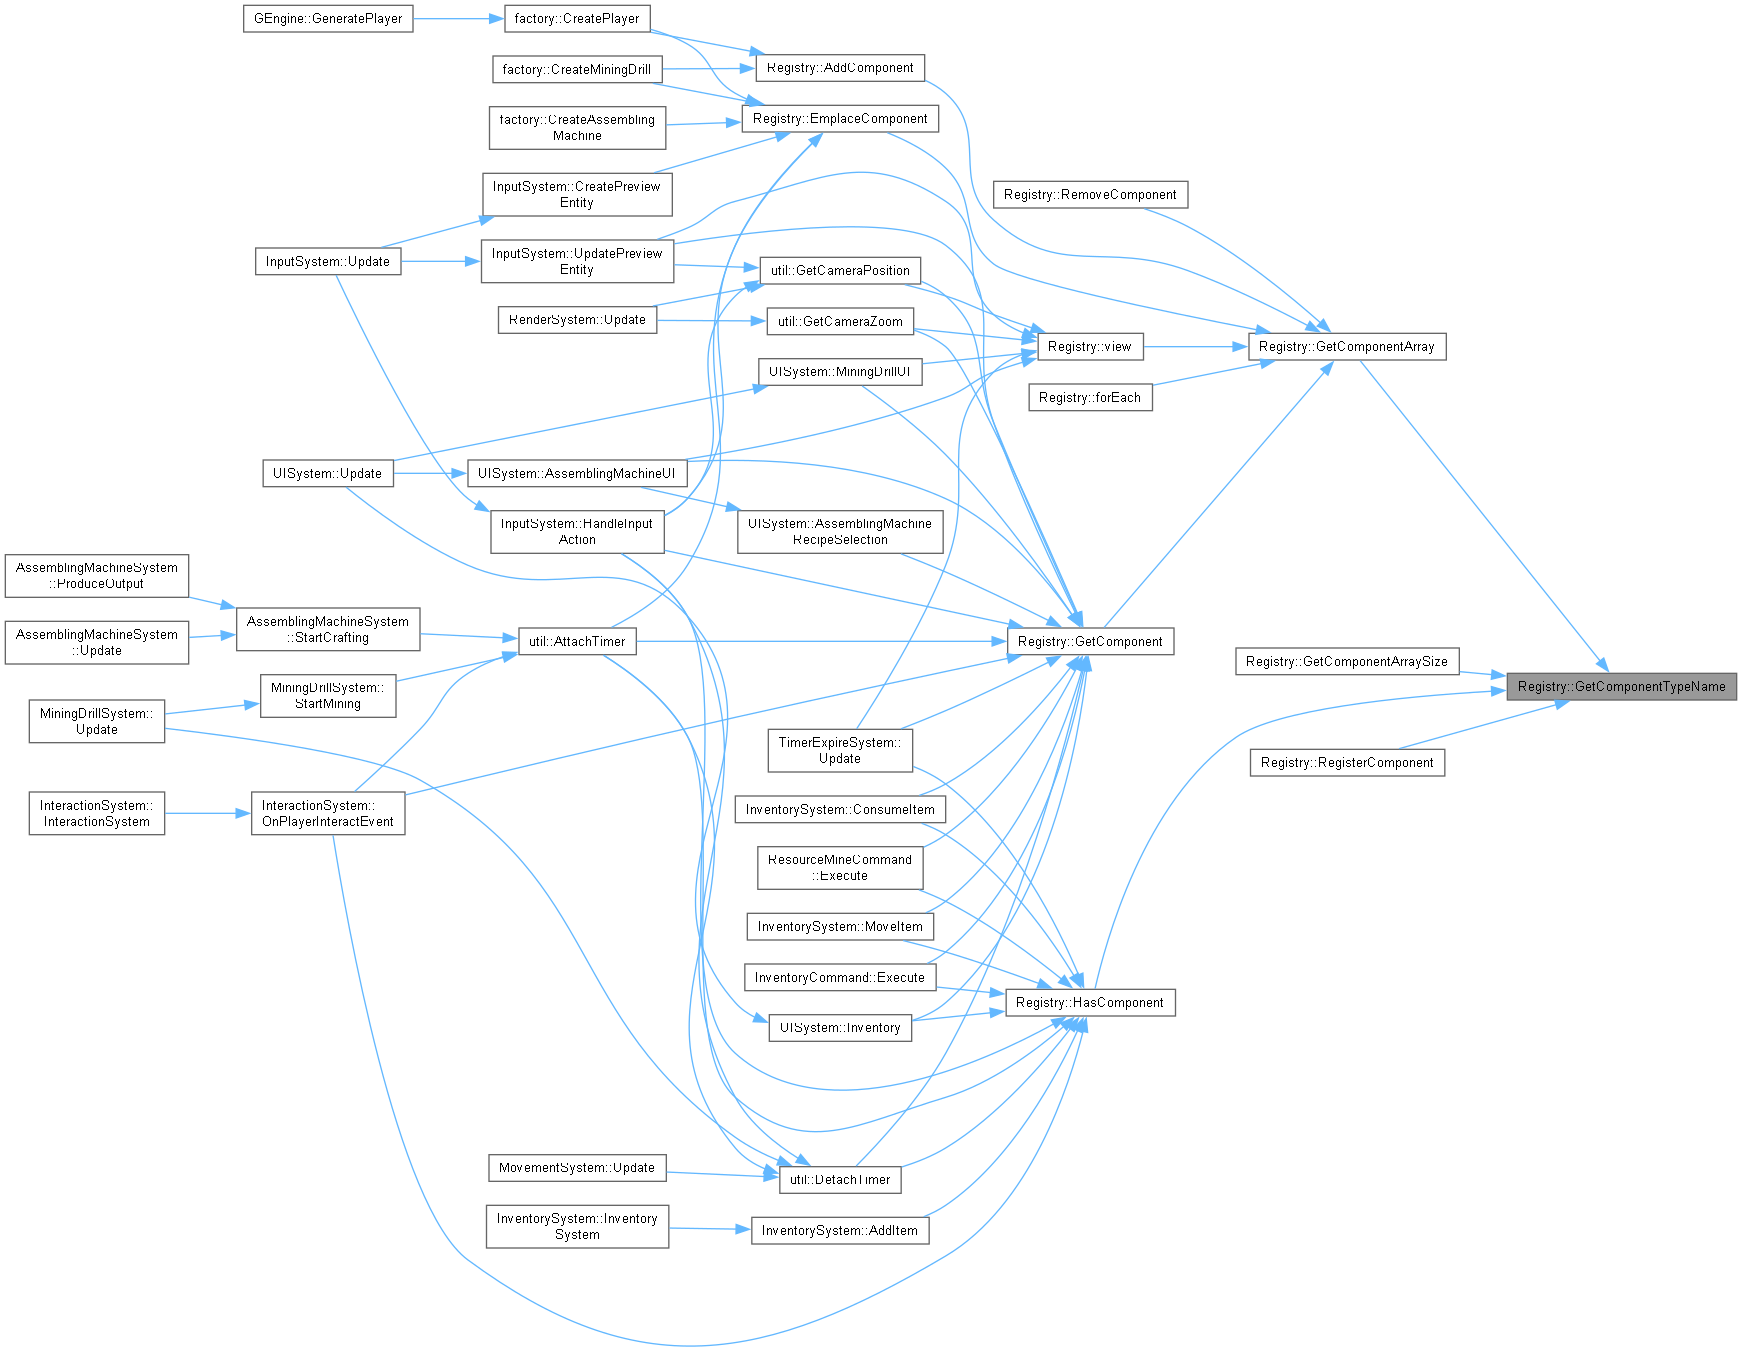 GEngine::GeneratePlayer
factory::CreatePlayer
Registry::AddComponent
factory::CreateMiningDrill
Registry::EmplaceComponent
factory::CreateAssembling
Machine
InputSystem::CreatePreview
Entity
Registry::RemoveComponent
InputSystem::Update
InputSystem::UpdatePreview
Entity
util::GetCameraPosition
RenderSystem::Update
util::GetCameraZoom
Registry::view
Registry::GetComponentArray
UISystem::MiningDrillUI
Registry::forEach
UISystem::Update
UISystem::AssemblingMachineUI
InputSystem::HandleInput
Action
UISystem::AssemblingMachine
RecipeSelection
AssemblingMachineSystem
::ProduceOutput
AssemblingMachineSystem
::StartCrafting
AssemblingMachineSystem
::Update
util::AttachTimer
Registry::GetComponent
Registry::GetComponentArraySize
Registry::GetComponentTypeName
MiningDrillSystem::
StartMining
MiningDrillSystem::
Update
TimerExpireSystem::
Update
Registry::RegisterComponent
InteractionSystem::
InteractionSystem
InteractionSystem::
OnPlayerInteractEvent
InventorySystem::ConsumeItem
ResourceMineCommand
::Execute
InventorySystem::MoveItem
InventoryCommand::Execute
Registry::HasComponent
UISystem::Inventory
MovementSystem::Update
util::DetachTimer
InventorySystem::Inventory
System
InventorySystem::AddItem